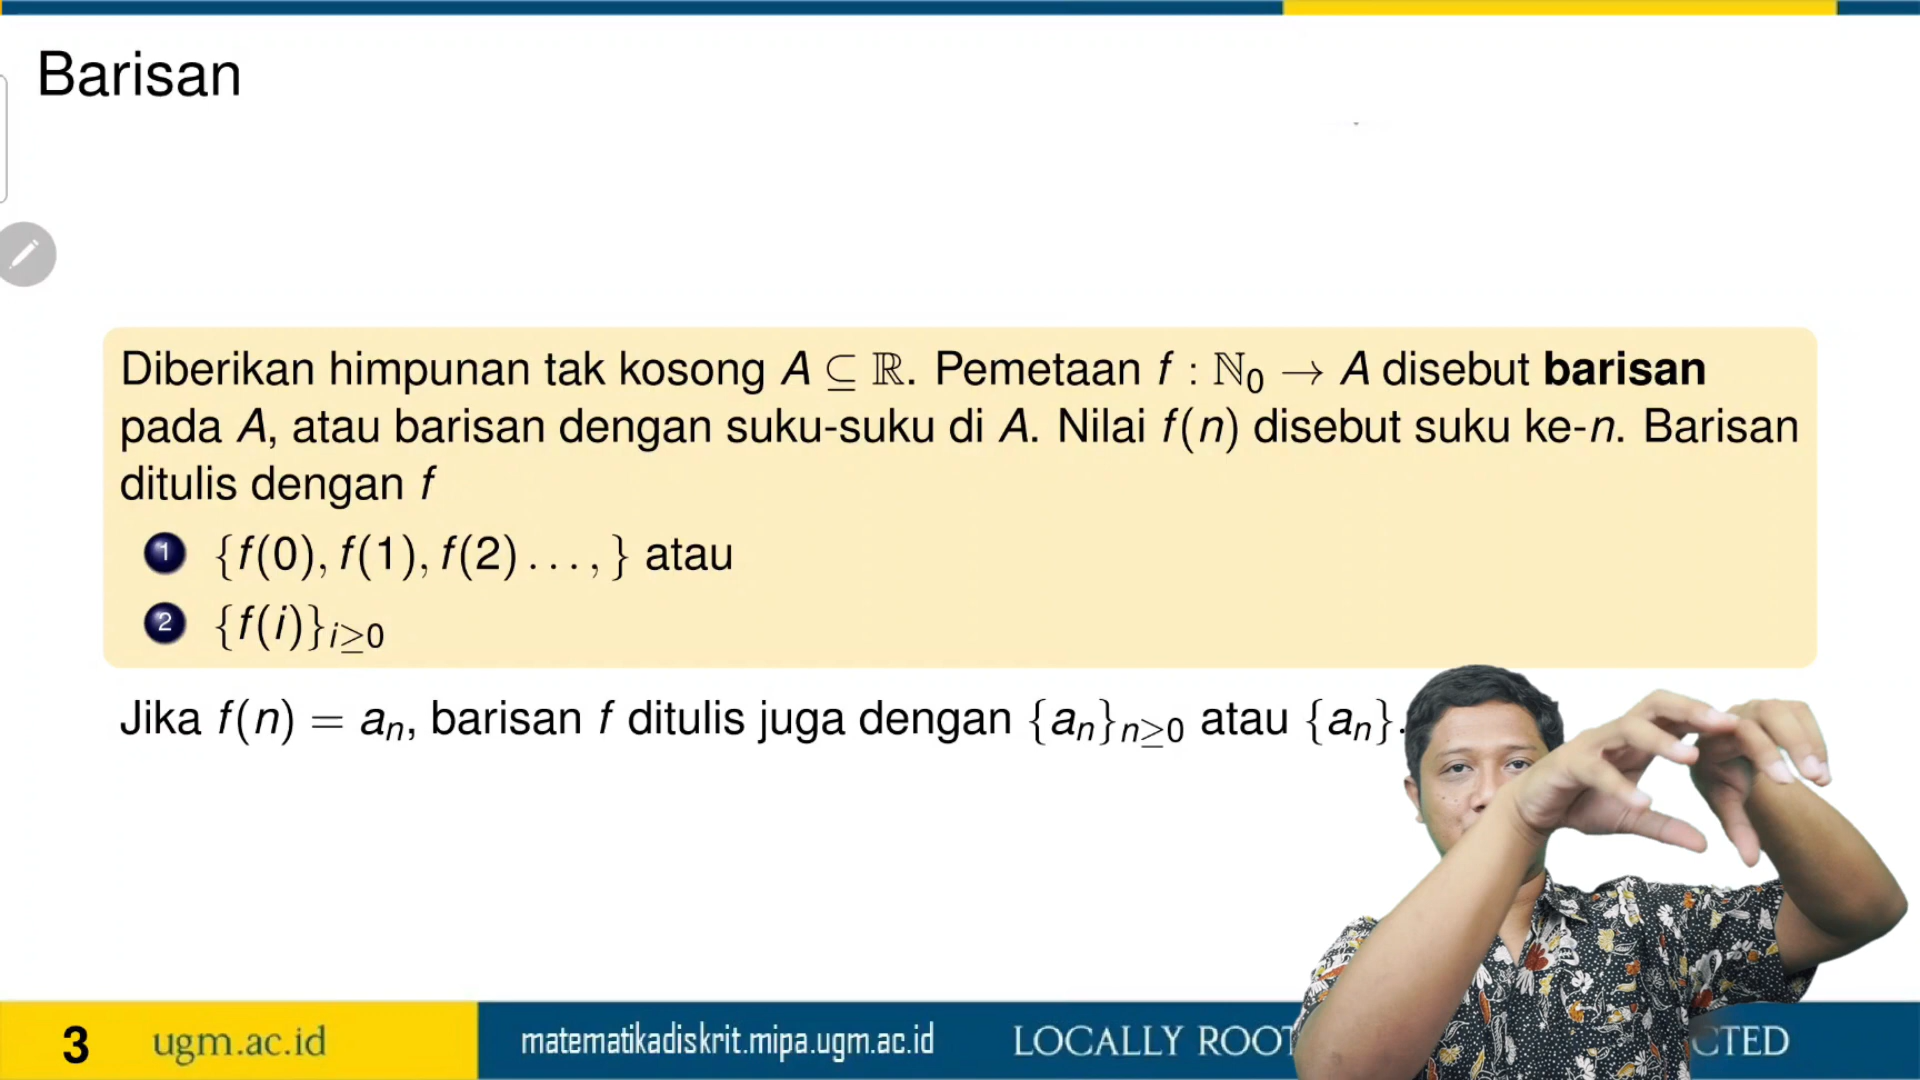 Barisan
Diberikan himpunan tak kosong A ⊆ ℝ. Pemetaan f : ℕ₀ → A disebut barisan
pada A, atau barisan dengan suku-suku di A. Nilai f(n) disebut suku ke-n. Barisan
ditulis dengan f
1 {f(0), f(1), f(2) . . . , } atau
2 {f(i)}i≥0
Jika f(n) = an, barisan f ditulis juga dengan {an}n≥0 atau {an}.
3 ugm.ac.id matematikadiskrit.mipa.ugm.ac.id LOCALLY ROOT CTED